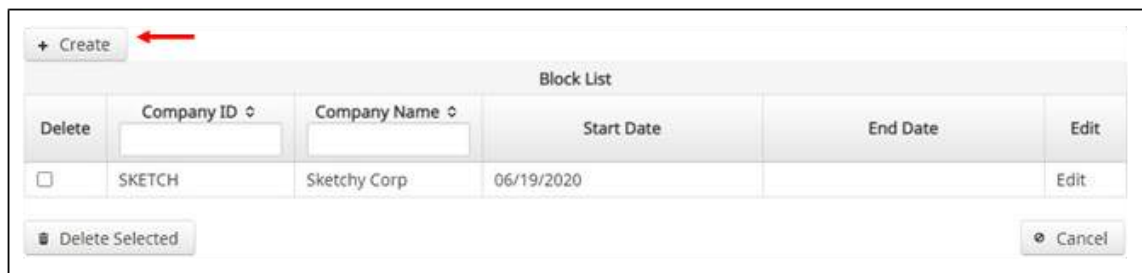 Create
Block List
Delete Company ID Company Name Start Date End Date Edit
SKETCH Sketchy Corp 06/19/2020 Edit
Delete Selected Cancel